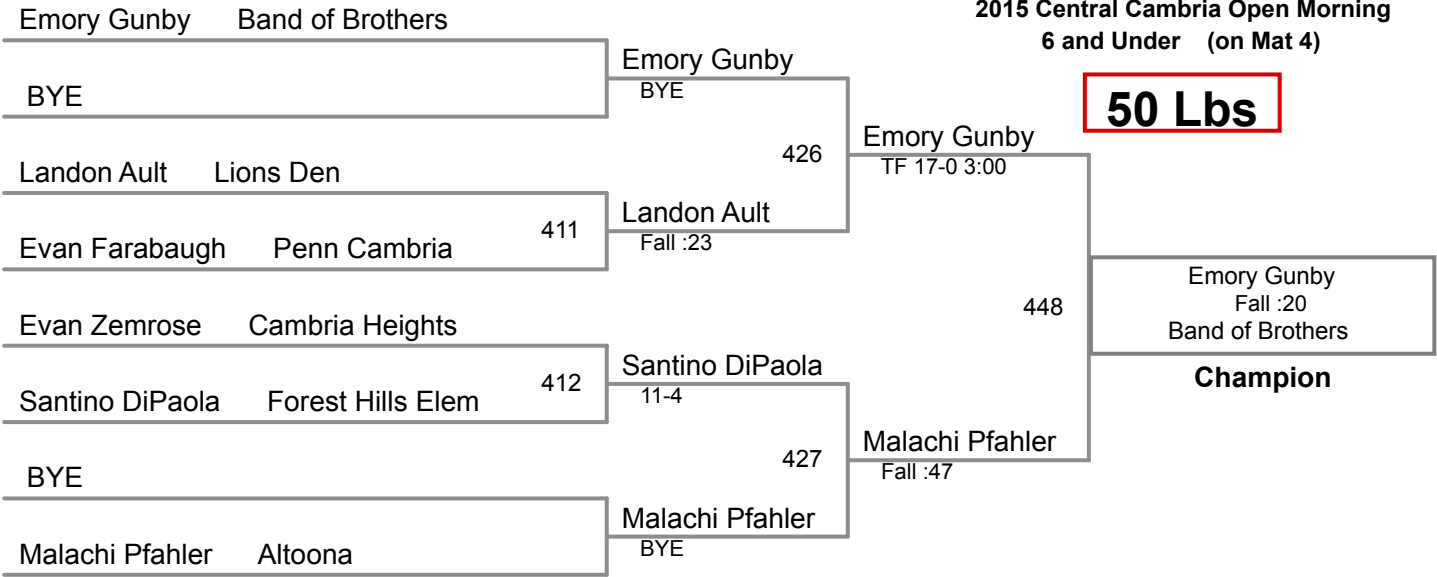 2015 Central Cambria Open Morning
6 and Under (on Mat 4)
50 Lbs
Emory Gunby Band of Brothers
BYE
Landon Ault Lions Den
Evan Farabaugh Penn Cambria
Evan Zemrose Cambria Heights
Santino DiPaola Forest Hills Elem
BYE
Malachi Pfahler Altoona
411
412
Emory Gunby
BYE
Landon Ault
Fall :23
Santino DiPaola
11-4
Malachi Pfahler
BYE
426
427
Emory Gunby
TF 17-0 3:00
Malachi Pfahler
Fall :47
448
Emory Gunby
Fall :20
Band of Brothers
Champion